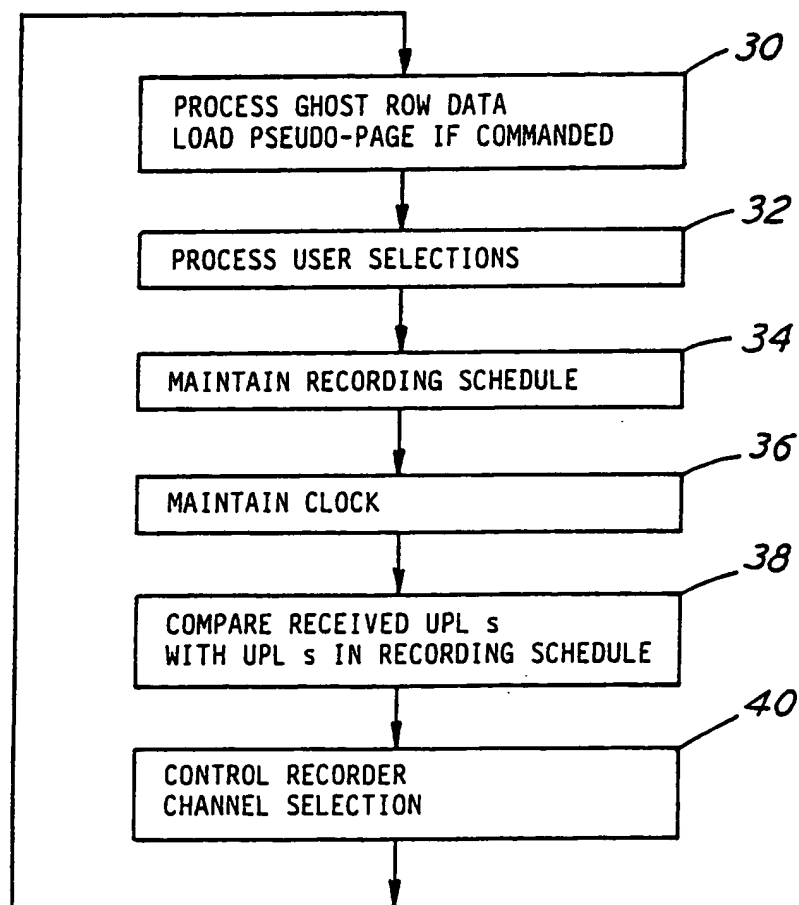 30
PROCESS GHOST ROW DATA
LOAD PSEUDO-PAGE IF COMMANDED
32
PROCESS USER SELECTIONS
34
MAINTAIN RECORDING SCHEDULE
36
MAINTAIN CLOCK
38
COMPARE RECEIVED UPL s
WITH UPL s IN RECORDING SCHEDULE
40
CONTROL RECORDER
CHANNEL SELECTION